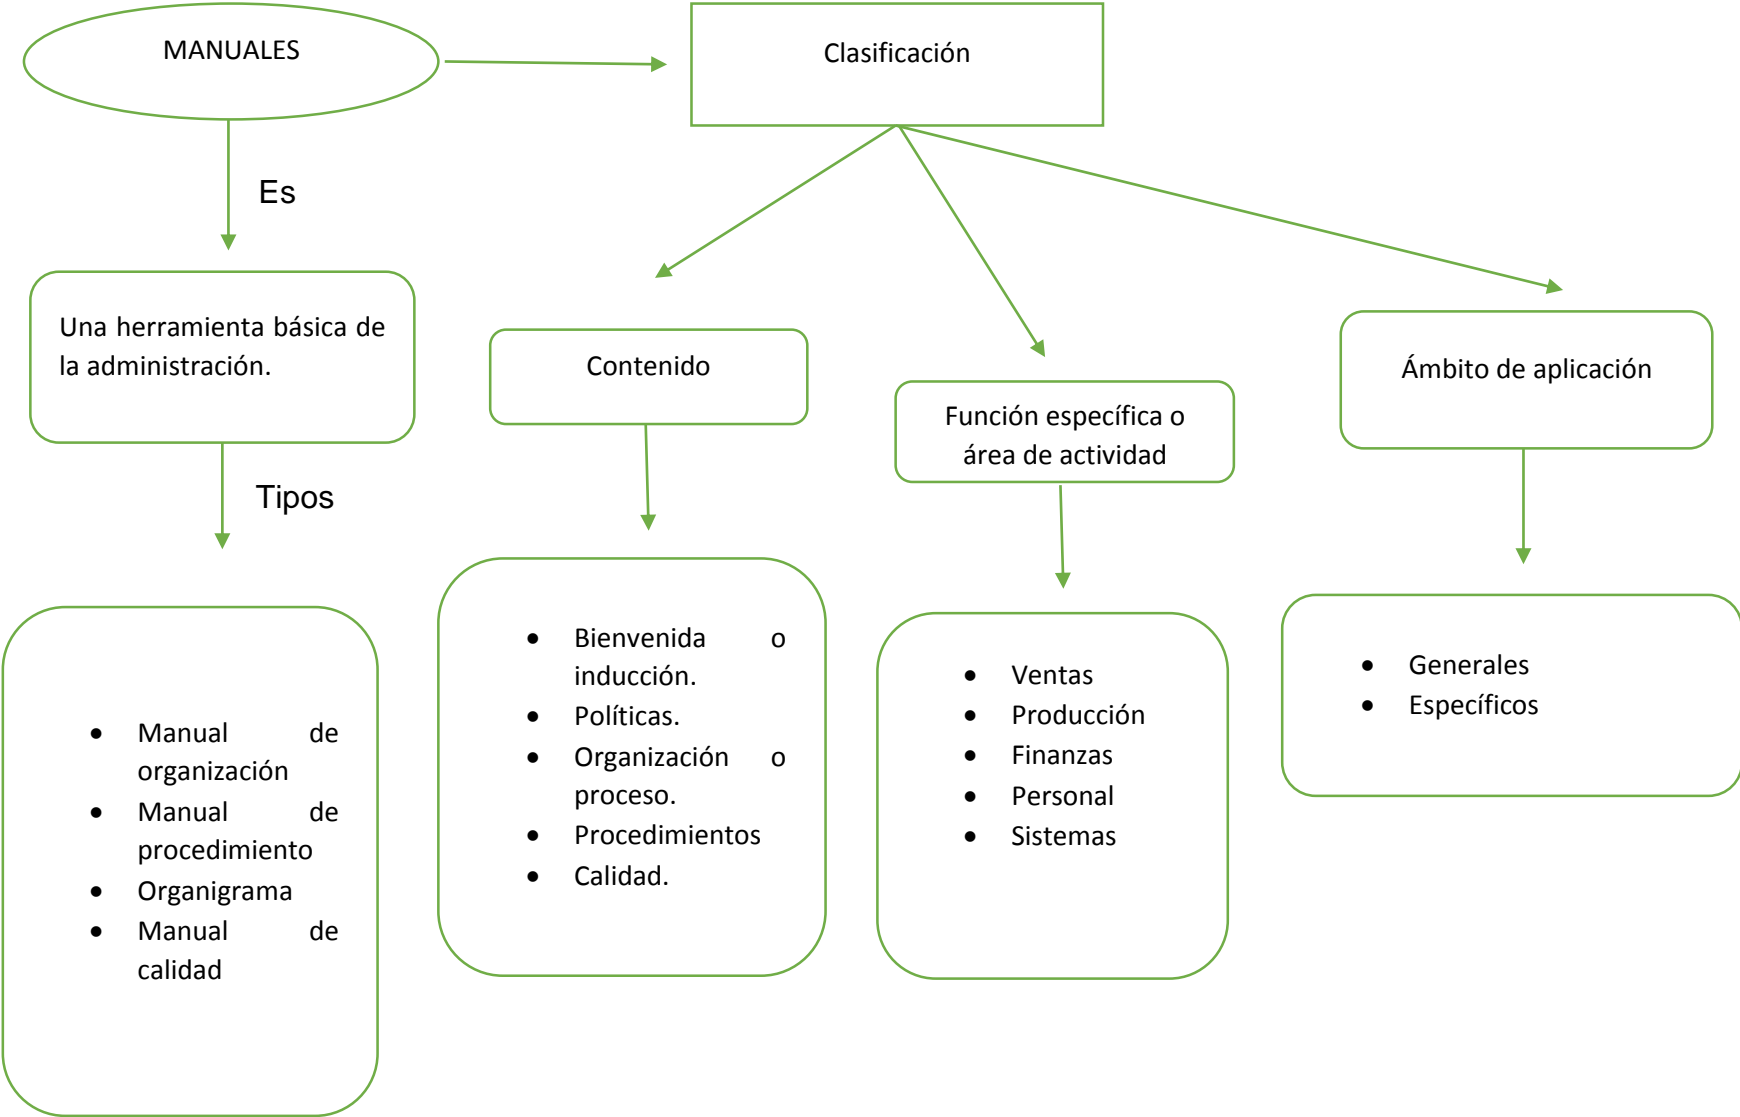 MANUALES
Clasificación
Es
Una herramienta básica de
la administración.
Tipos
• Manual de
organización
• Manual de
procedimiento
• Organigrama
• Manual de
calidad
Contenido
• Bienvenida o
inducción.
• Políticas.
• Organización o
proceso.
• Procedimientos
• Calidad.
Función específica o
área de actividad
• Ventas
• Producción
• Finanzas
• Personal
• Sistemas
Ámbito de aplicación
• Generales
• Específicos